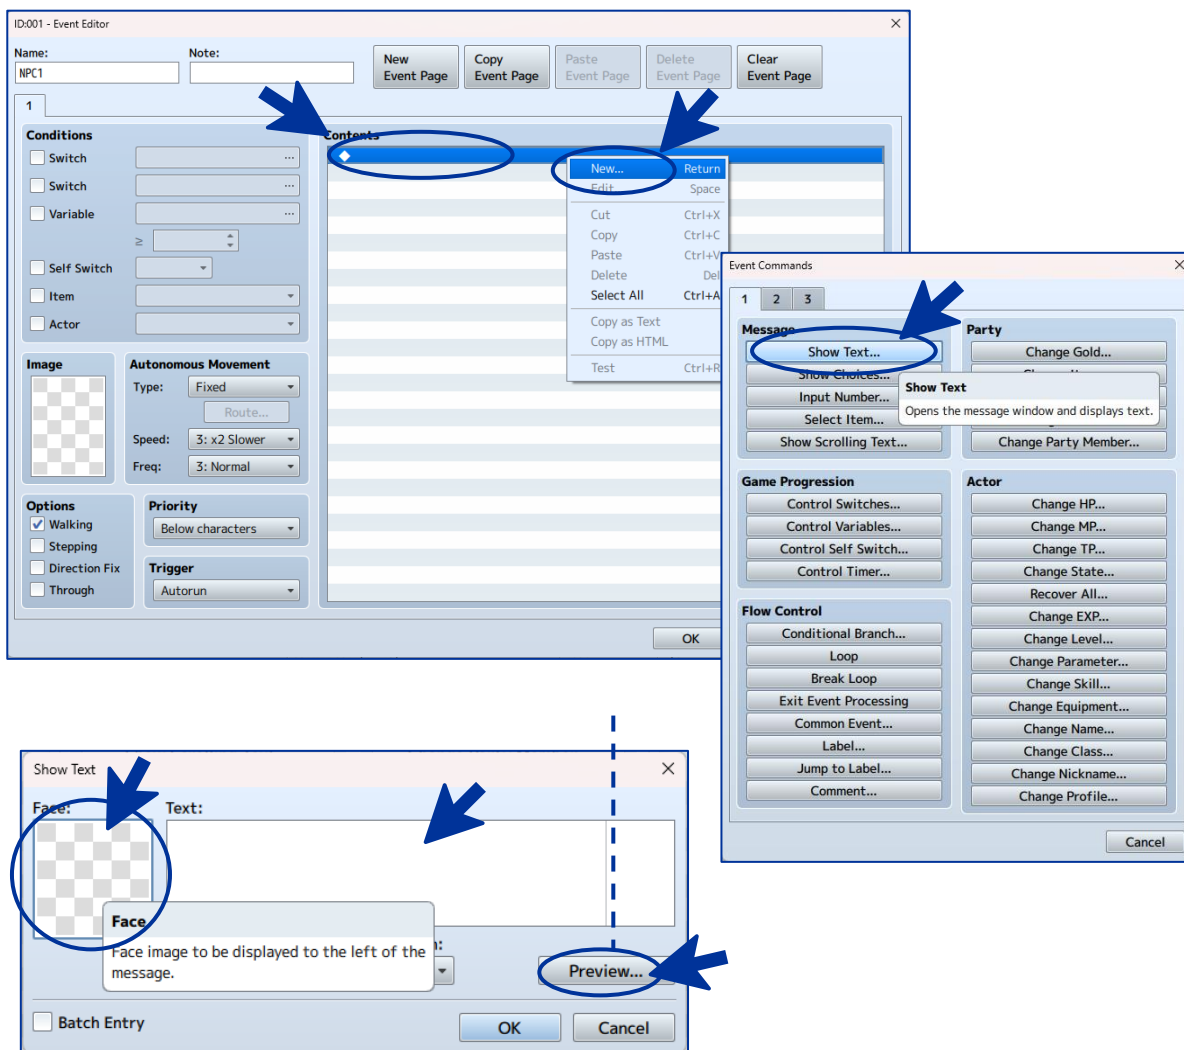 ID:001 - Event Editor
Name:
Note:
NPC1
New
Event Page
Copy
Event Page
Paste
Event Page
Delete
Event Page
Clear
Event Page
1
Conditions
Switch
...
Switch
...
Variable
...
≥
Self Switch
Item
Actor
Image
Autonomous Movement
Type:
Fixed
Route...
Speed:
3: x2 Slower
Freq:
3: Normal
Options
Walking
Stepping
Direction Fix
Through
Priority
Below characters
Trigger
Autorun
Contents
New... Return
Edit Space
Cut Ctrl+X
Copy Ctrl+C
Paste Ctrl+V
Delete Del
Select All Ctrl+A
Copy as Text
Copy as HTML
Test Ctrl+R
OK
Event Commands
1 2 3
Message
Show Text...
Show Choices...
Input Number...
Select Item...
Show Scrolling Text...
Party
Change Gold...
Change Party Member...
Show Text
Opens the message window and displays text.
Game Progression
Control Switches...
Control Variables...
Control Self Switch...
Control Timer...
Flow Control
Conditional Branch...
Loop
Break Loop
Exit Event Processing
Common Event...
Label...
Jump to Label...
Comment...
Actor
Change HP...
Change MP...
Change TP...
Change State...
Recover All...
Change EXP...
Change Level...
Change Parameter...
Change Skill...
Change Equipment...
Change Name...
Change Class...
Change Nickname...
Change Profile...
Cancel
Show Text
Face:
Text:
Face
Face image to be displayed to the left of the
message.
Preview...
Batch Entry
OK
Cancel